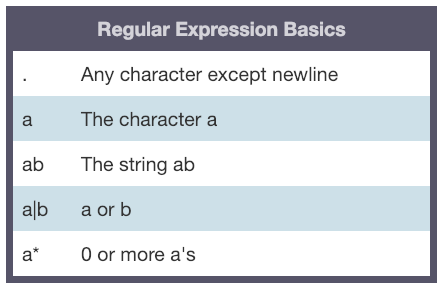 Regular Expression Basics
. Any character except newline
a The character a
ab The string ab
a|b a or b
a* 0 or more a's